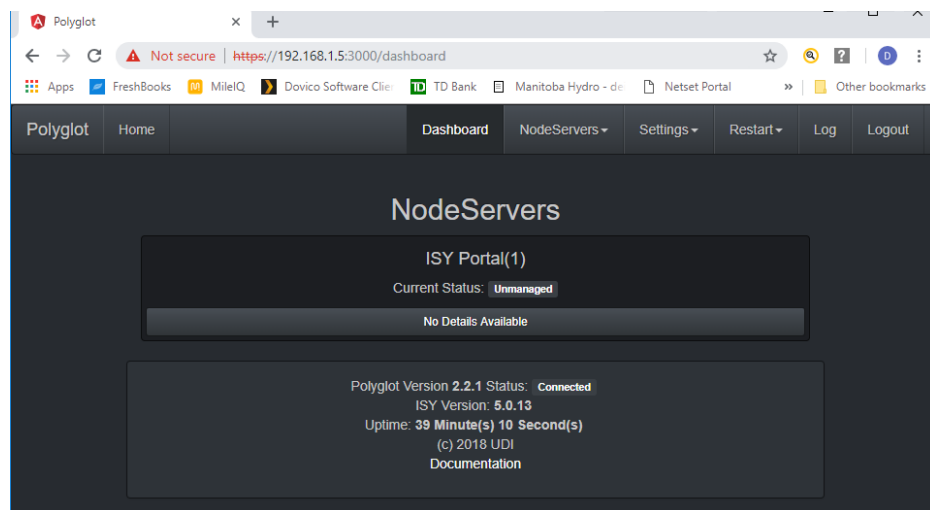 Polyglot
Not secure | https://192.168.1.5:3000/dashboard
Apps FreshBooks MileIQ Dovico Software Clie TD Bank Manitoba Hydro - de Netset Portal » Other bookmarks
Polyglot Home Dashboard NodeServers Settings Restart Log Logout
NodeServers
ISY Portal(1)
Current Status: Unmanaged
No Details Available
Polyglot Version 2.2.1 Status: Connected
ISY Version: 5.0.13
Uptime: 39 Minute(s) 10 Second(s)
(c) 2018 UDI
Documentation